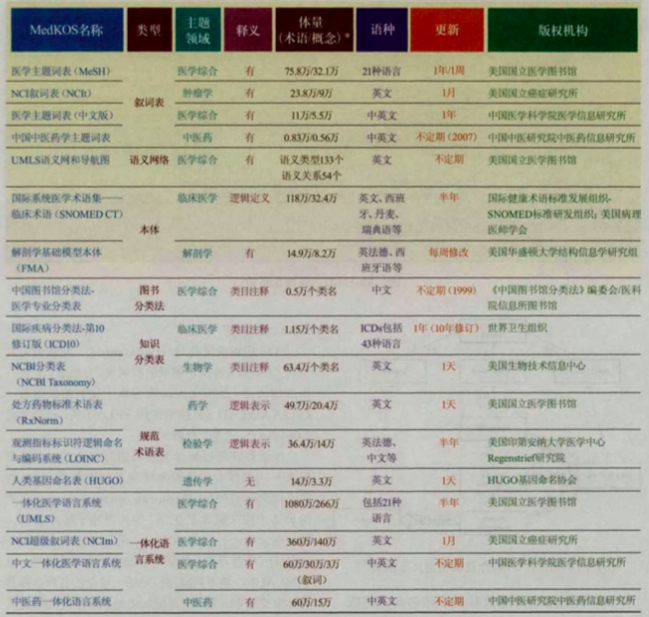 MedKOS名称 类型 主题领域 释义 体量(术语/概念)* 语种 更新 版权机构
医学主题词表 (MeSH) 叙词表 医学综合 有 75.8万/32.1万 21种语言 1年/1周 美国国立医学图书馆
NCI叙词表 (NCIt) 肿瘤学 有 23.8万/9万 英文 1月 美国国立癌症研究所
医学主题词表 (中文版) 医学综合 有 11万/5.5万 中英文 1年 中国医学科学院医学信息研究所
中国中医药学主题词表 中医药 有 0.83万/0.56万 中英文 不定期 (2007) 中国中医研究院中医药信息研究所
UMLS语义网和导航图 语义网络 医学综合 有 语义类型133个 英文 不定期 美国国立医学图书馆
语义关系54个
国际系统医学术语集—— 本体 临床医学 逻辑定义 118万/32.4万 英文、西班 半年 国际健康术语标准发展组织-
临床术语 (SNOMED CT) 牙、丹麦、 SNOMED标准研发组织; 美国病理
瑞典语等 医师学会
解剖学基础模型本体 解剖学 有 14.9万/8.2万 英法德、西 每周修改 美国华盛顿大学结构信息学研究组
(FMA) 班牙语等
中国图书馆分类法- 图书 医学综合 类目注释 0.5万个类名 中文 不定期 (1999) 《中国图书馆分类法》编委会/医科
医学专业分类表 分类法 院信息所图书馆
国际疾病分类法-第10 知识 临床医学 类目注释 1.15万个类名 ICDs包括 1年 (10年修订) 世界卫生组织
修订版 (ICD10) 分类表 43种语言
NCBI分类表 生物学 类目注释 63.4万个类名 英文 1天 美国生物技术信息中心
(NCBI Taxonomy)
处方药物标准术语表 规范 药学 逻辑表示 49.7万/20.4万 英文 1天 美国国立医学图书馆
(RxNorm) 术语表
观测指标标识符逻辑命名 检验学 逻辑表示 36.4万/14万 英法德、 半年 美国印第安纳大学医学中心
与编码系统 (LOINC) 中文等 Regenstrief研究院
人类基因命名表 (HUGO) 遗传学 无 14万/3.3万 英文 1天 HUGO基因命名协会
一体化医学语言系统 医学综合 有 1080万/266万 包括21种 半年 美国国立医学图书馆
(UMLS) 语言
NCI超级叙词表 (NCIm) 一体化语 医学综合 有 360万/140万 英文 1月 美国国立癌症研究所
中文一体化医学语言系统 言系统 医学综合 有 60万/30万/3万 中英文 不定期 中国医学科学院医学信息研究所
(叙词)
中医药一体化语言系统 中医药 有 60万/15万 中英文 不定期 中国中医研究院中医药信息研究所